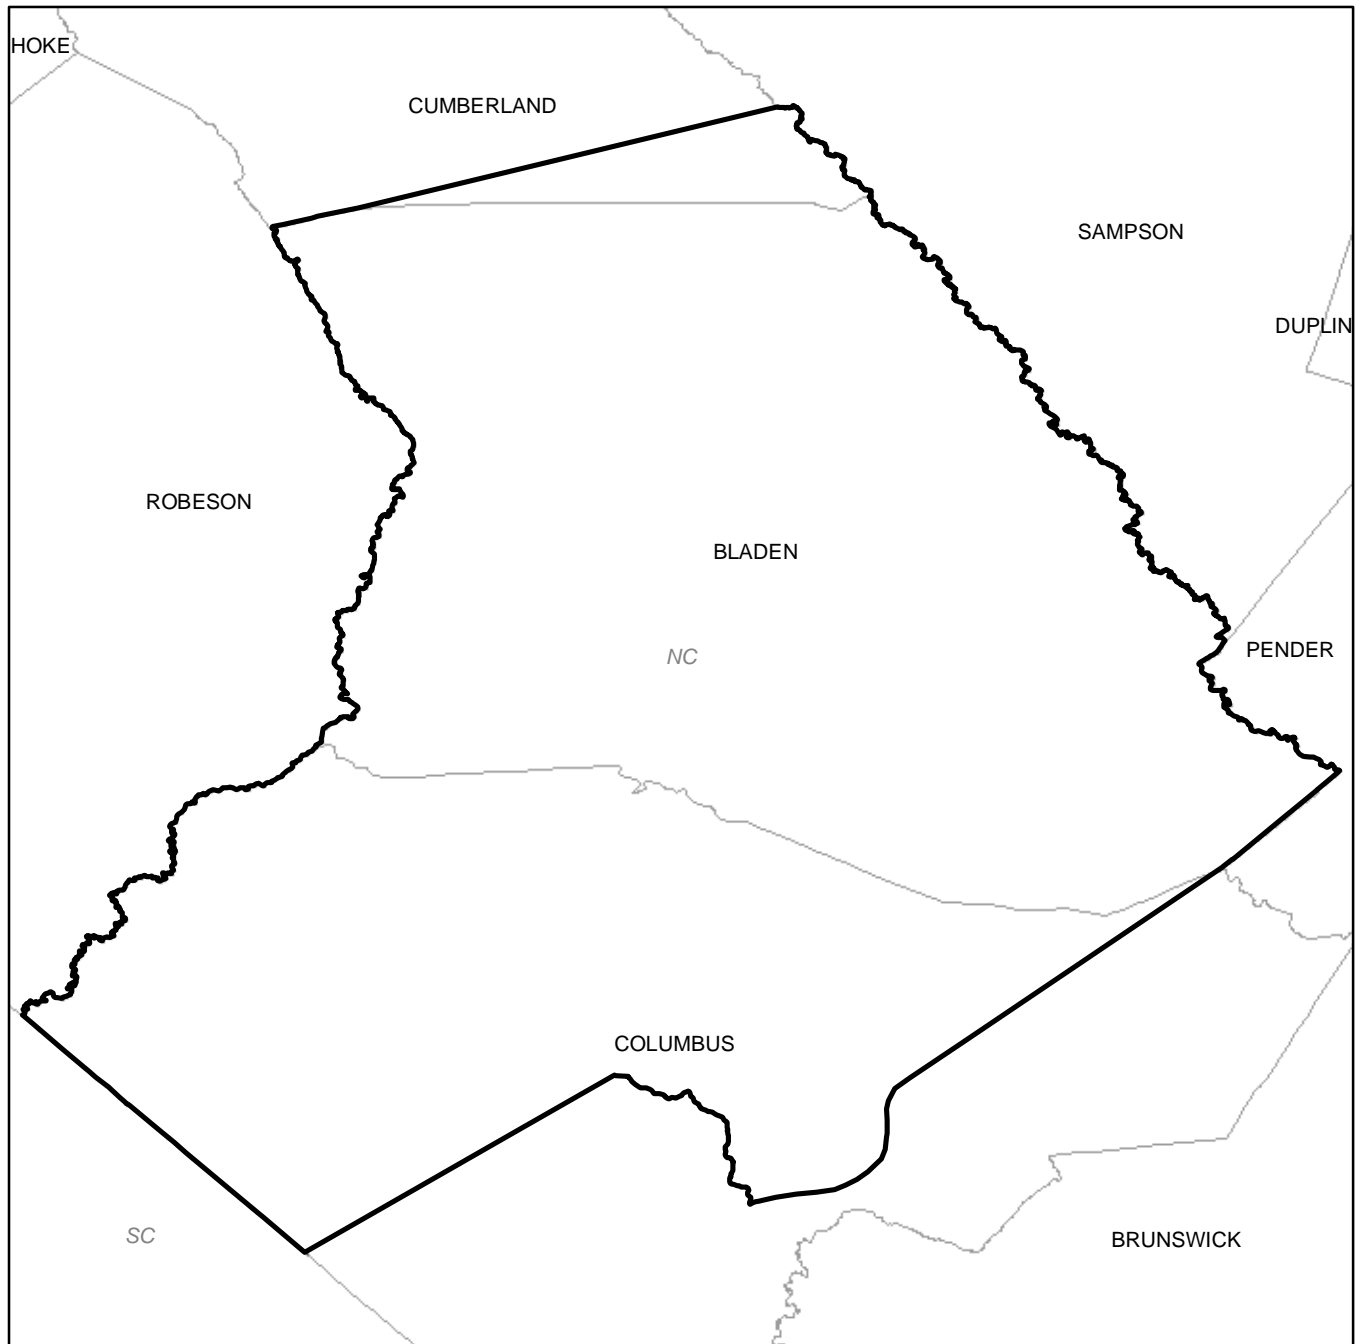 HOKE
CUMBERLAND
SAMPSON
DUPLIN
ROBESON
BLADEN
NC
PENDER
COLUMBUS
SC
BRUNSWICK